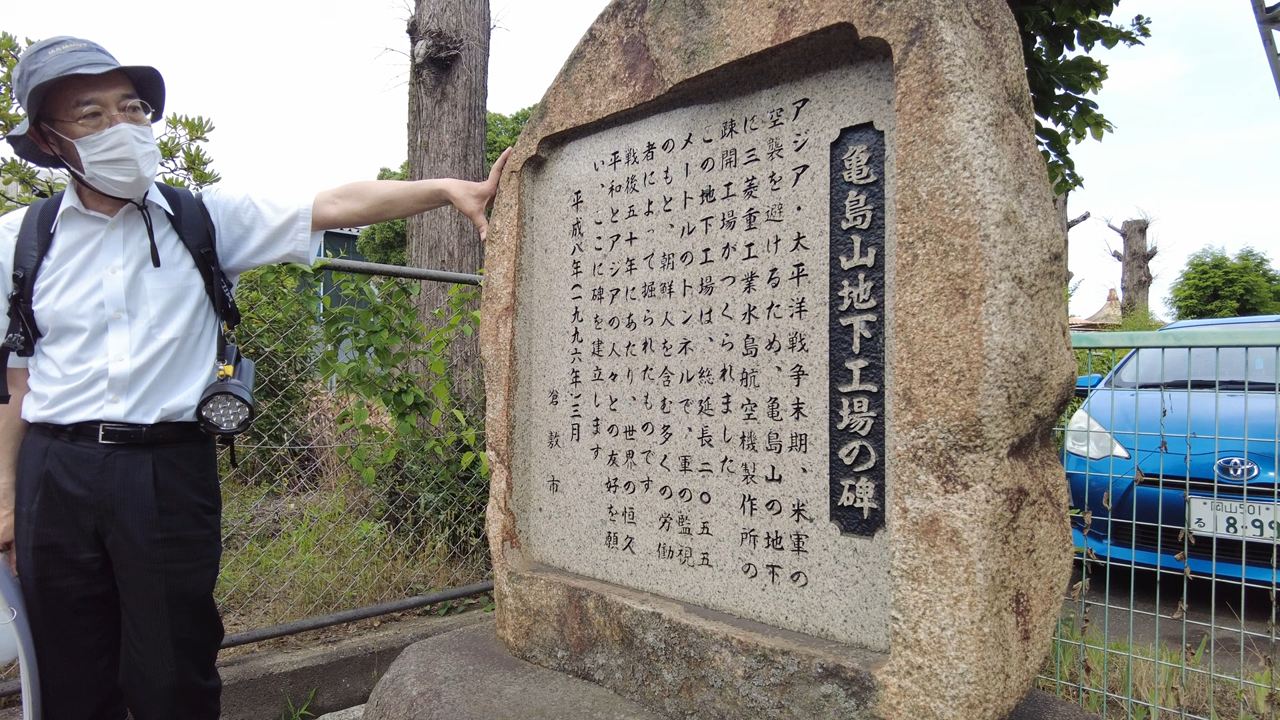 亀島山地下工場の碑
アジア・太平洋戦争末期、米軍の
空襲を避けるため、亀島山の地下
に三菱重工業水島航空機製作所の
疎開工場がつくられました
この地下工場は、総延長二〇五五
メートルのトンネルで、軍の監視
のもと、朝鮮人を含む多くの労働
者によって掘られたものです
戦後五十年にあたり、世界の恒久
平和とアジアの人々との友好を願
い、ここに碑を建立します
平成八年(一九九六年)三月
倉敷市
MAMMUT
岡山501
る 8-99